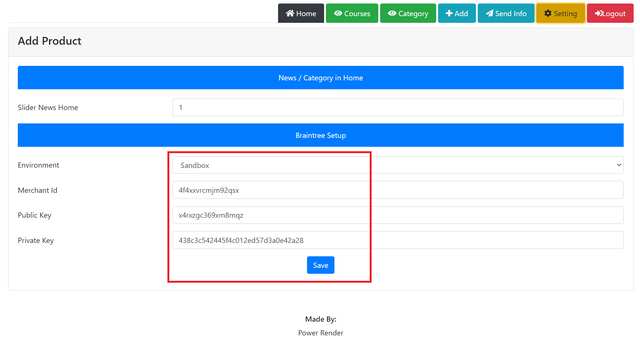 Home Courses Category Add Send Info Setting Logout
Add Product
News / Category in Home
Slider News Home 1
Braintree Setup
Environment Sandbox
Merchant Id 4f4xxvrcmjm92qsx
Public Key x4rxzgc369xm8mqz
Private Key 438c3c542445f4c012ed57d3a0e42a28
Save
Made By:
Power Render